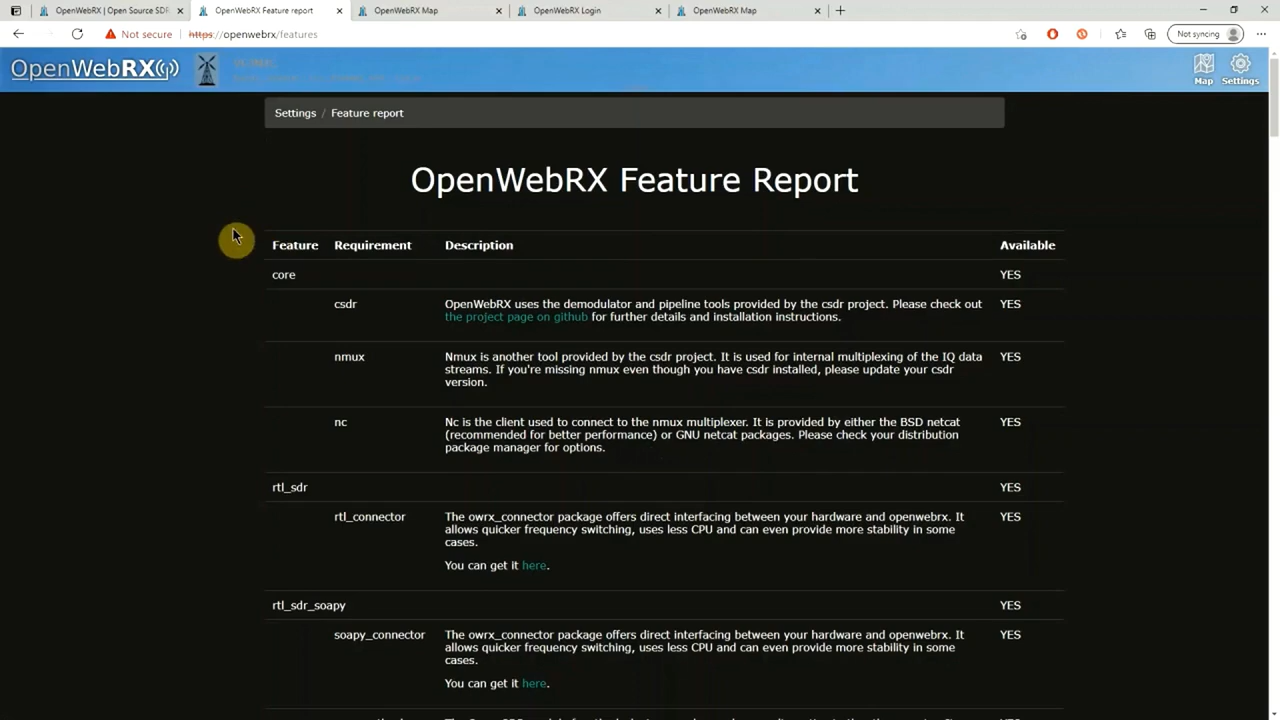 OpenWebRX | Open Source SDR
OpenWebRX Feature report
OpenWebRX Map
OpenWebRX Login
OpenWebRX Map
Not secure
https://openwebrx/features
Not syncing
OpenWebRX
Map
Settings
Settings / Feature report
OpenWebRX Feature Report
Feature Requirement Description Available
core YES
csdr OpenWebRX uses the demodulator and pipeline tools provided by the csdr project. Please check out YES
the project page on github for further details and installation instructions.
nmux Nmux is another tool provided by the csdr project. It is used for internal multiplexing of the IQ data YES
streams. If you're missing nmux even though you have csdr installed, please update your csdr
version.
nc Nc is the client used to connect to the nmux multiplexer. It is provided by either the BSD netcat YES
(recommended for better performance) or GNU netcat packages. Please check your distribution
package manager for options.
rtl_sdr YES
rtl_connector The owrx_connector package offers direct interfacing between your hardware and openwebrx. It YES
allows quicker frequency switching, uses less CPU and can even provide more stability in some
cases.
You can get it here.
rtl_sdr_soapy YES
soapy_connector The owrx_connector package offers direct interfacing between your hardware and openwebrx. It YES
allows quicker frequency switching, uses less CPU and can even provide more stability in some
cases.
You can get it here.